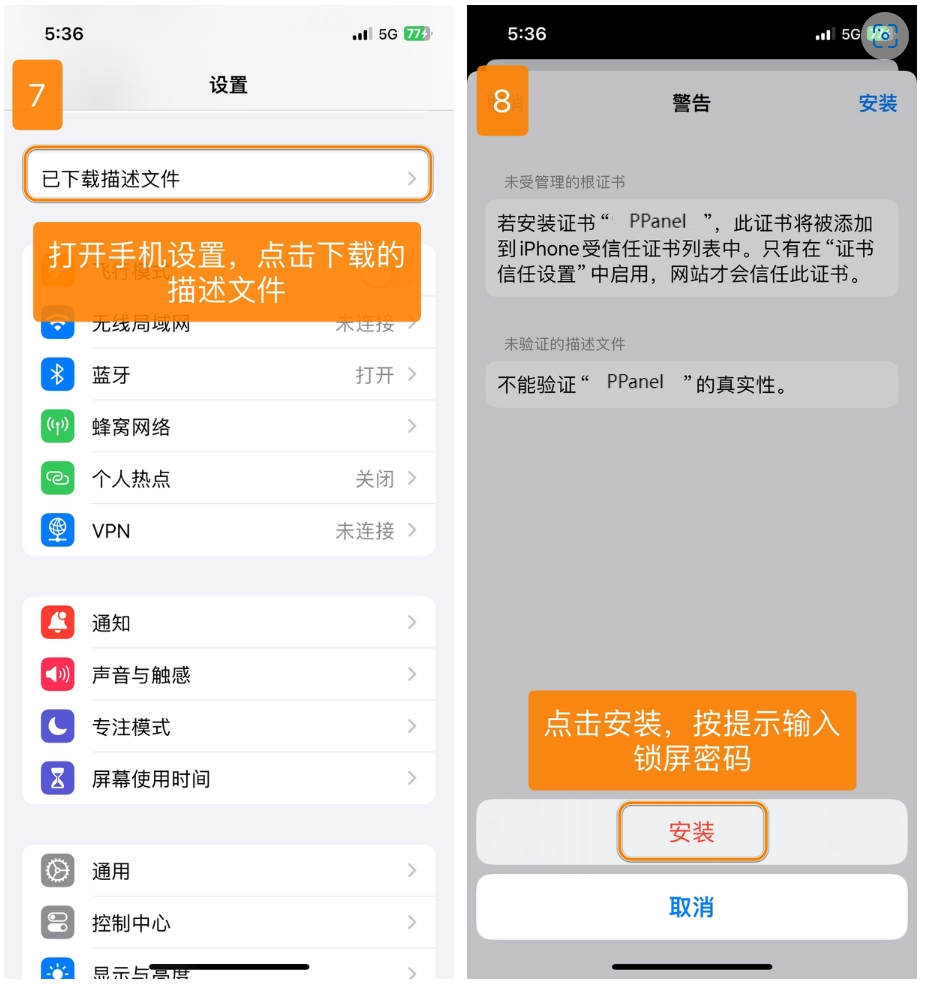 5:36
5G 77
7
设置
已下载描述文件
打开手机设置，点击下载的
描述文件
飞行模式
无线局域网 未连接
蓝牙 打开
蜂窝网络
个人热点 关闭
VPN 未连接
通知
声音与触感
专注模式
屏幕使用时间
通用
控制中心
显示与亮度
5:36
5G
8
警告
安装
未受管理的根证书
若安装证书“ PPanel ”，此证书将被添加
到iPhone受信任证书列表中。只有在“证书
信任设置”中启用，网站才会信任此证书。
未验证的描述文件
不能验证“ PPanel ”的真实性。
点击安装，按提示输入
锁屏密码
安装
取消